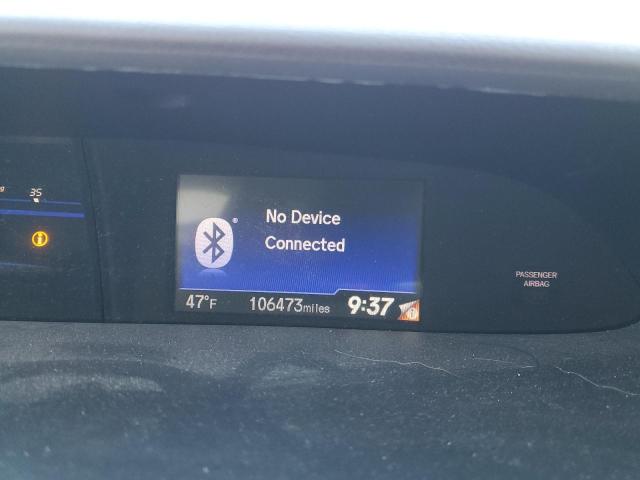 35
No Device
Connected
47°F 106473miles 9:37
PASSENGER
AIRBAG